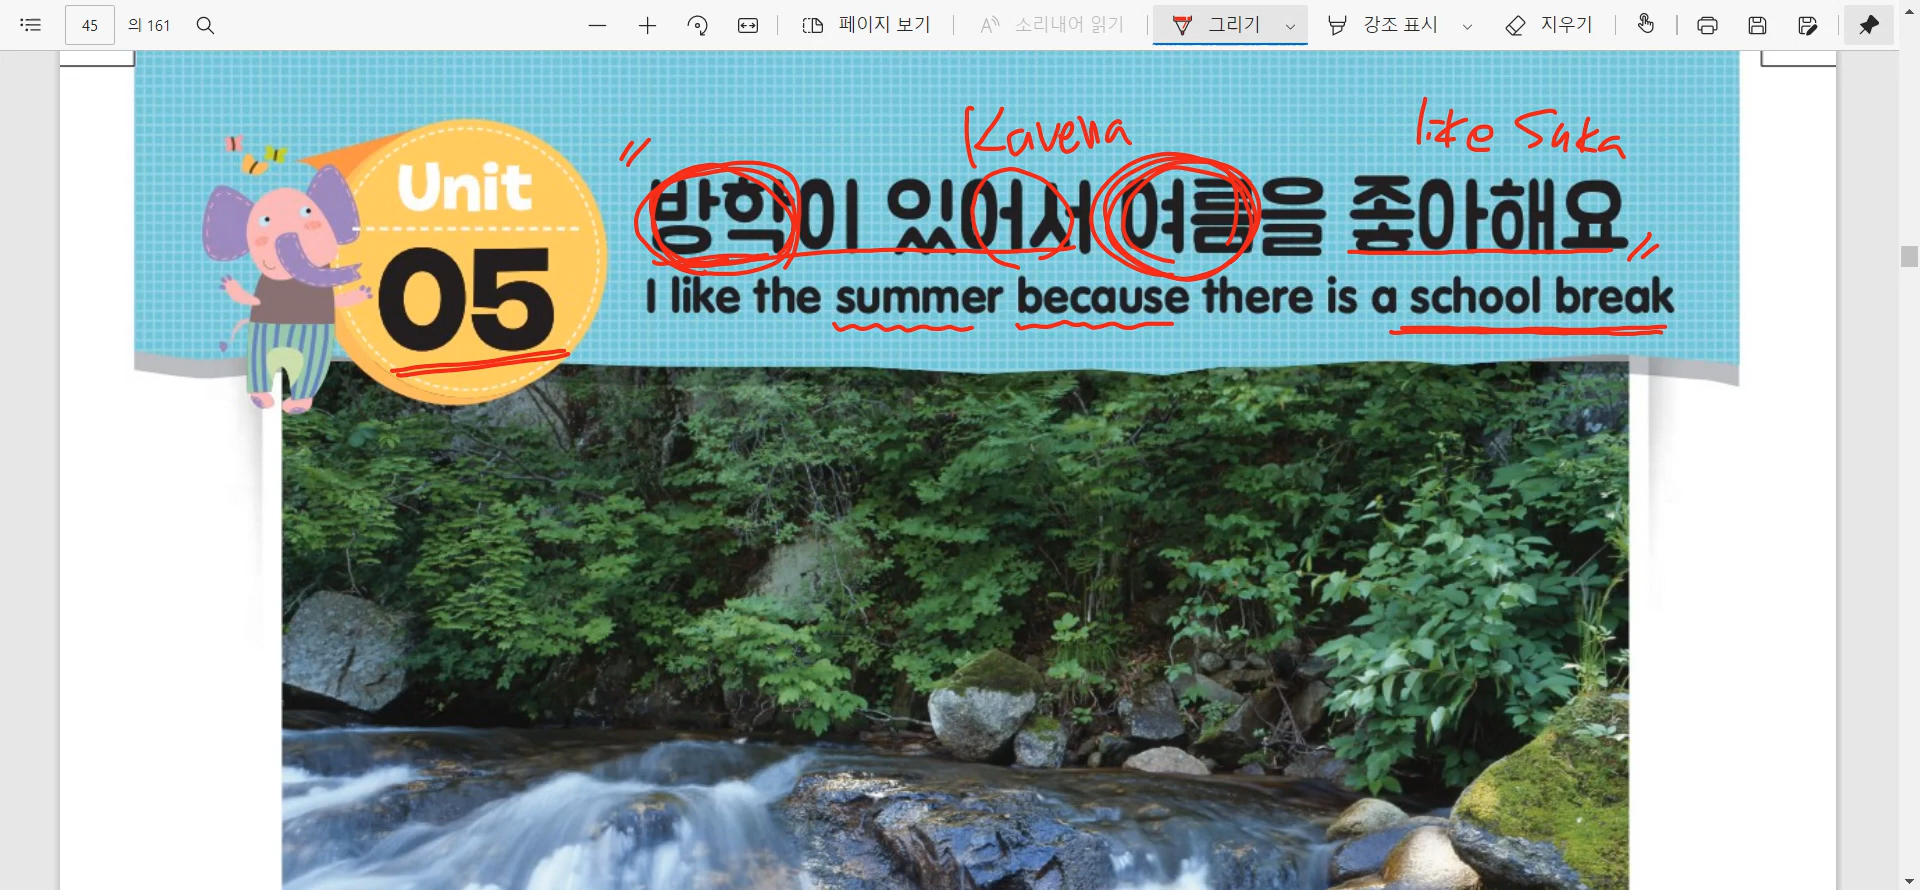 45 의 161 페이지 보기 소리내어 읽기 그리기 강조 표시 지우기
Karena like Suka
Unit
05
" 방학이 있어서 여름을 좋아해요 "
I like the summer because there is a school break